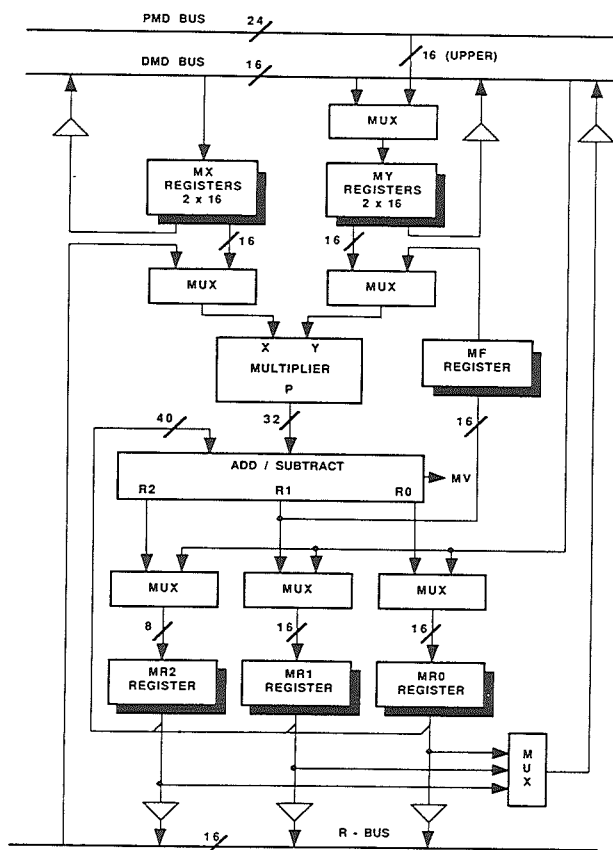 PMD BUS 24
16 (UPPER)
DMD BUS 16
MUX
MX
REGISTERS
2 x 16
MY
REGISTERS
2 x 16
16
16
MUX
MUX
X Y
MULTIPLIER
P
MF
REGISTER
40
32
16
ADD / SUBTRACT
R2 R1 R0
MV
MUX
MUX
MUX
8
16
16
MR2
REGISTER
MR1
REGISTER
MR0
REGISTER
M
U
X
16
R - BUS